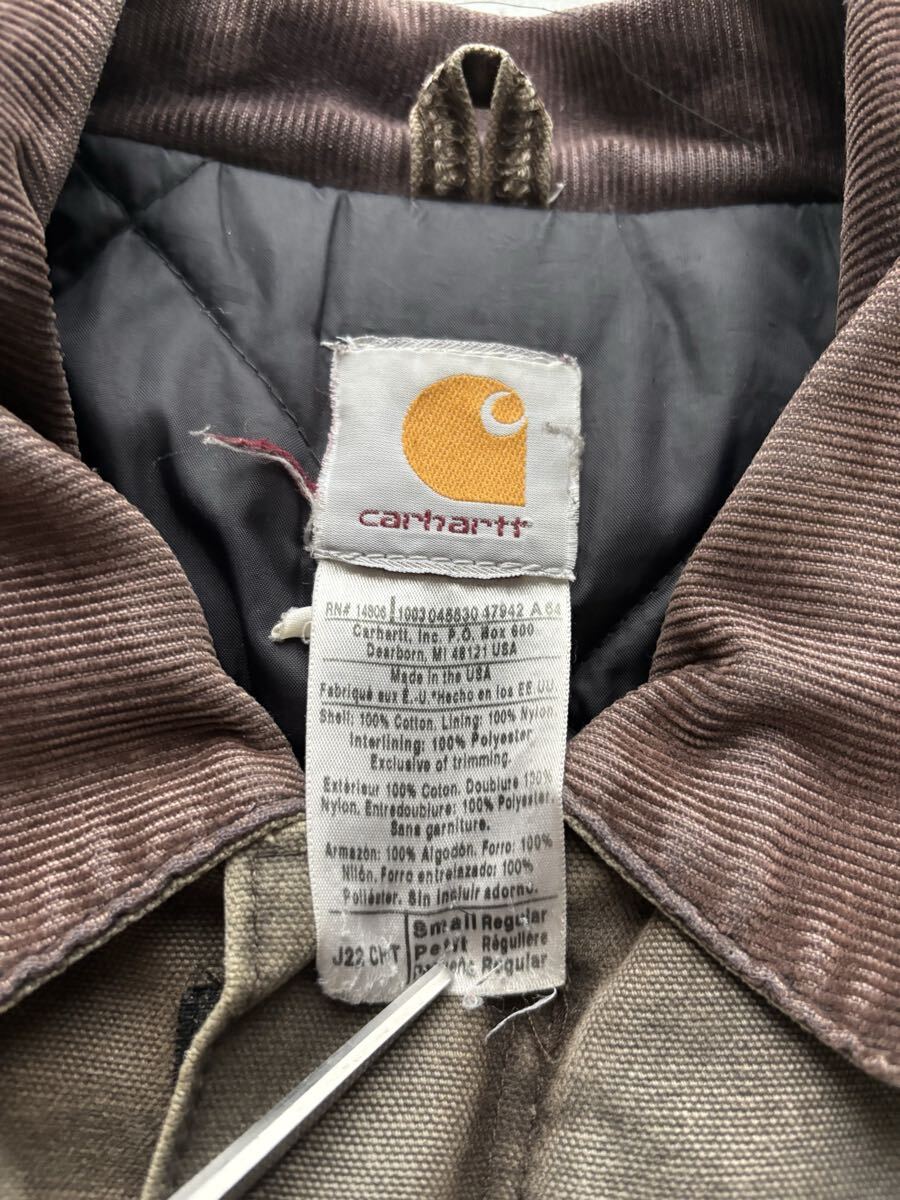 carhartt
RN# 14806 1003 048830 47942 A 64
Carhartt, Inc. P.O. Box 600
Dearborn, MI 48121 USA
Made in the USA
Fabriqué aux É.-U. *Hecho en los EE.UU.
Shell: 100% Cotton. Lining: 100% Nylon
Interlining: 100% Polyester
Exclusive of trimming.
Extérieur 100% Coton. Doublure 100%
Nylon. Entredoublure: 100% Polyester.
Sans garniture.
Armazón: 100% Algodón. Forro: 100%
Nilón. Forro entrelazado: 100%
Poliéster. Sin incluir adorno.
J22 CHT
Small Regular
Petit Régulière
Regular